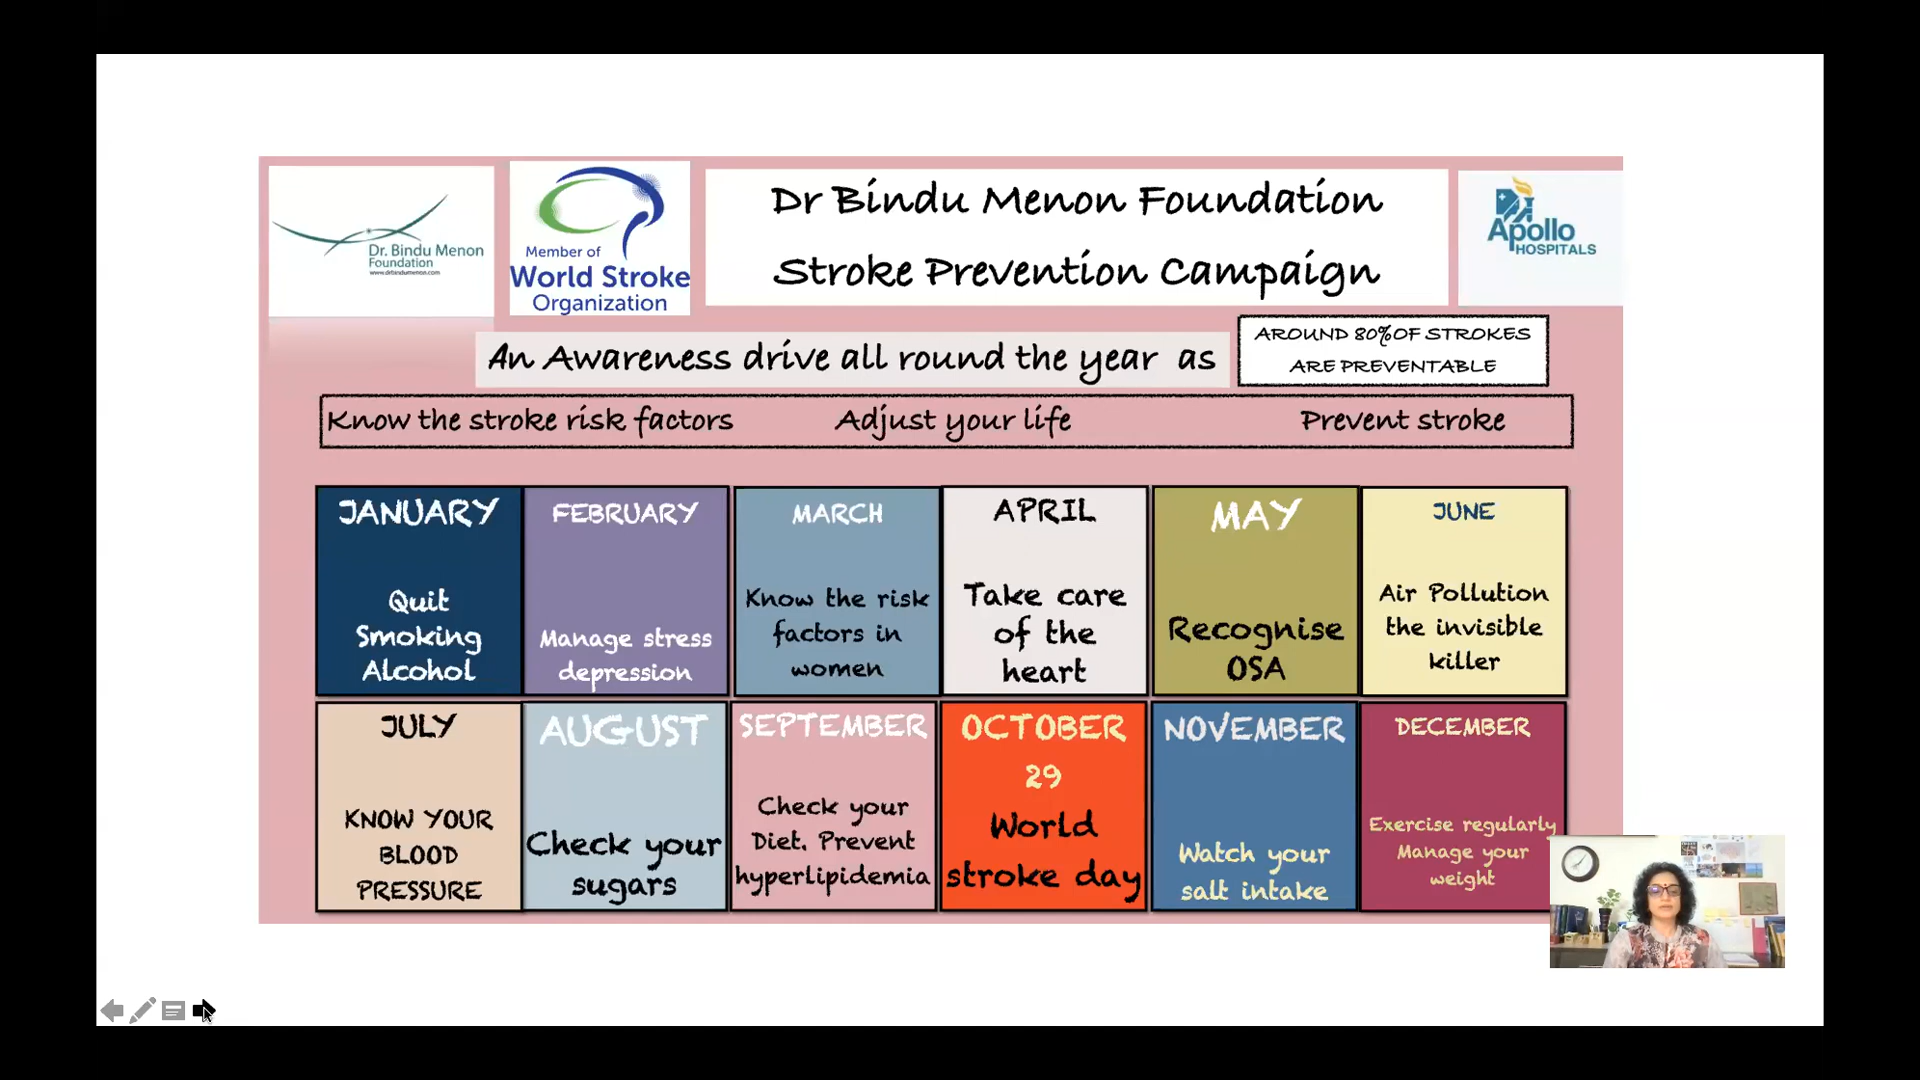 Dr. Bindu Menon
Foundation
www.drbindumenon.com
Member of
World Stroke
Organization
Dr Bindu Menon Foundation
Stroke Prevention Campaign
Apollo
HOSPITALS
An Awareness drive all round the year as
AROUND 80%OF STROKES
ARE PREVENTABLE
Know the stroke risk factors Adjust your life Prevent stroke
JANUARY
Quit
Smoking
Alcohol
FEBRUARY
Manage stress
depression
MARCH
Know the risk
factors in
women
APRIL
Take care
of the
heart
MAY
Recognise
OSA
JUNE
Air Pollution
the invisible
killer
JULY
KNOW YOUR
BLOOD
PRESSURE
AUGUST
Check your
sugars
SEPTEMBER
Check your
Diet. Prevent
hyperlipidemia
OCTOBER
29
World
stroke day
NOVEMBER
Watch your
salt intake
DECEMBER
Exercise regularly
Manage your
weight